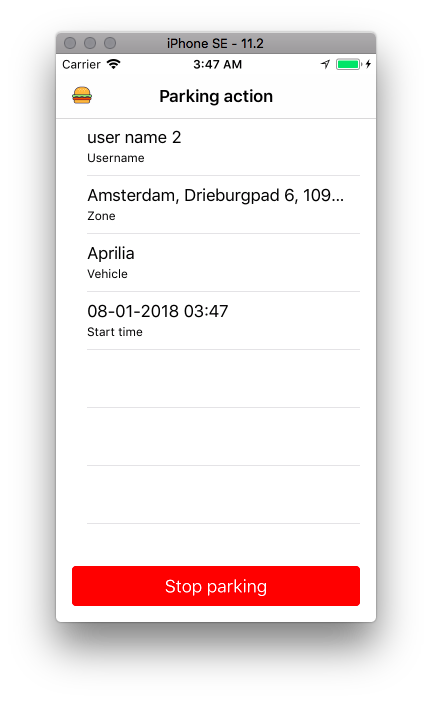 iPhone SE - 11.2
Carrier 3:47 AM
Parking action
user name 2
Username
Amsterdam, Drieburgpad 6, 109...
Zone
Aprilia
Vehicle
08-01-2018 03:47
Start time
Stop parking